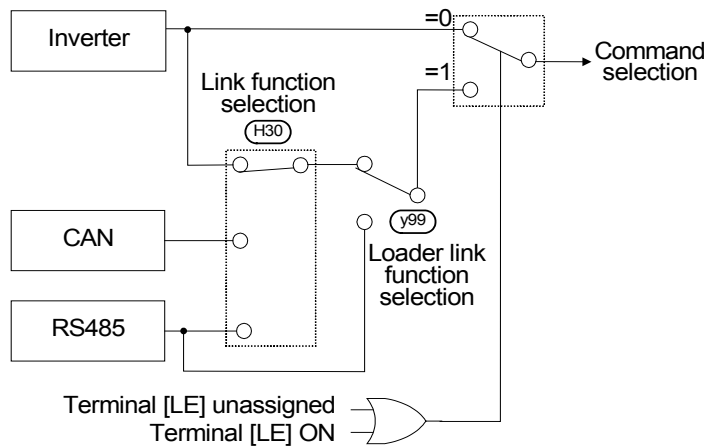 Inverter
=0
Command
selection
=1
Link function
selection
H30
CAN
y99
Loader link
function
selection
RS485
Terminal [LE] unassigned
Terminal [LE] ON